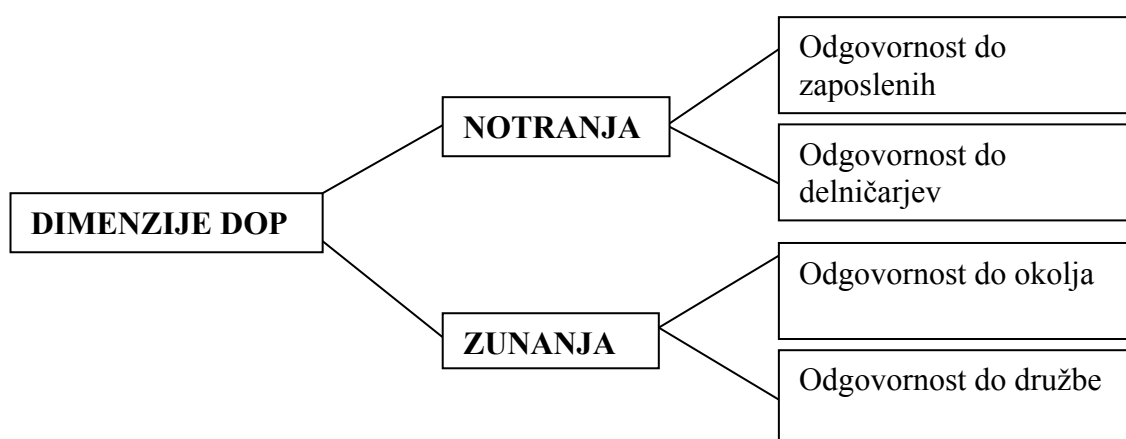 DIMENZIJE DOP
NOTRANJA
Odgovornost do
zaposlenih
Odgovornost do
delničarjev
ZUNANJA
Odgovornost do okolja
Odgovornost do družbe